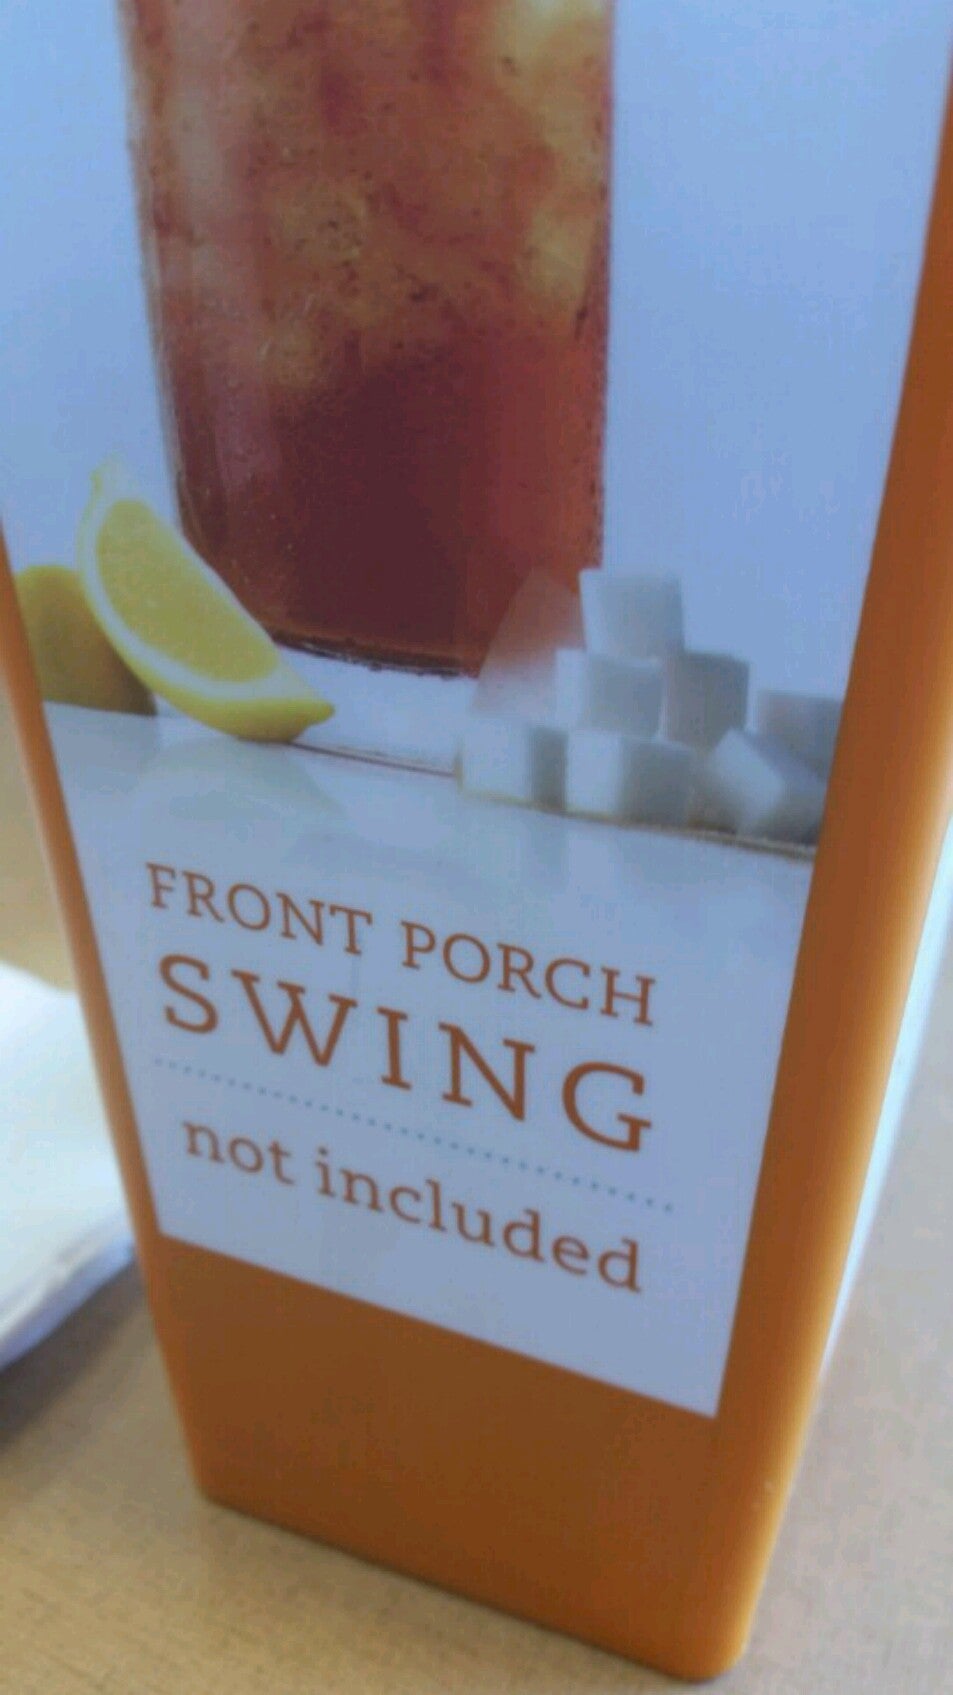 FRONT PORCH
SWING
not included